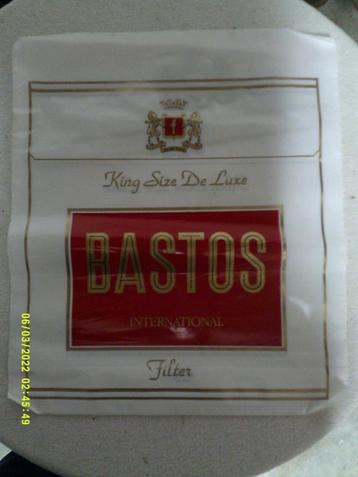 King Size De Luxe
BASTOS
INTERNATIONAL
Filter
06/03/2022 02:45:49